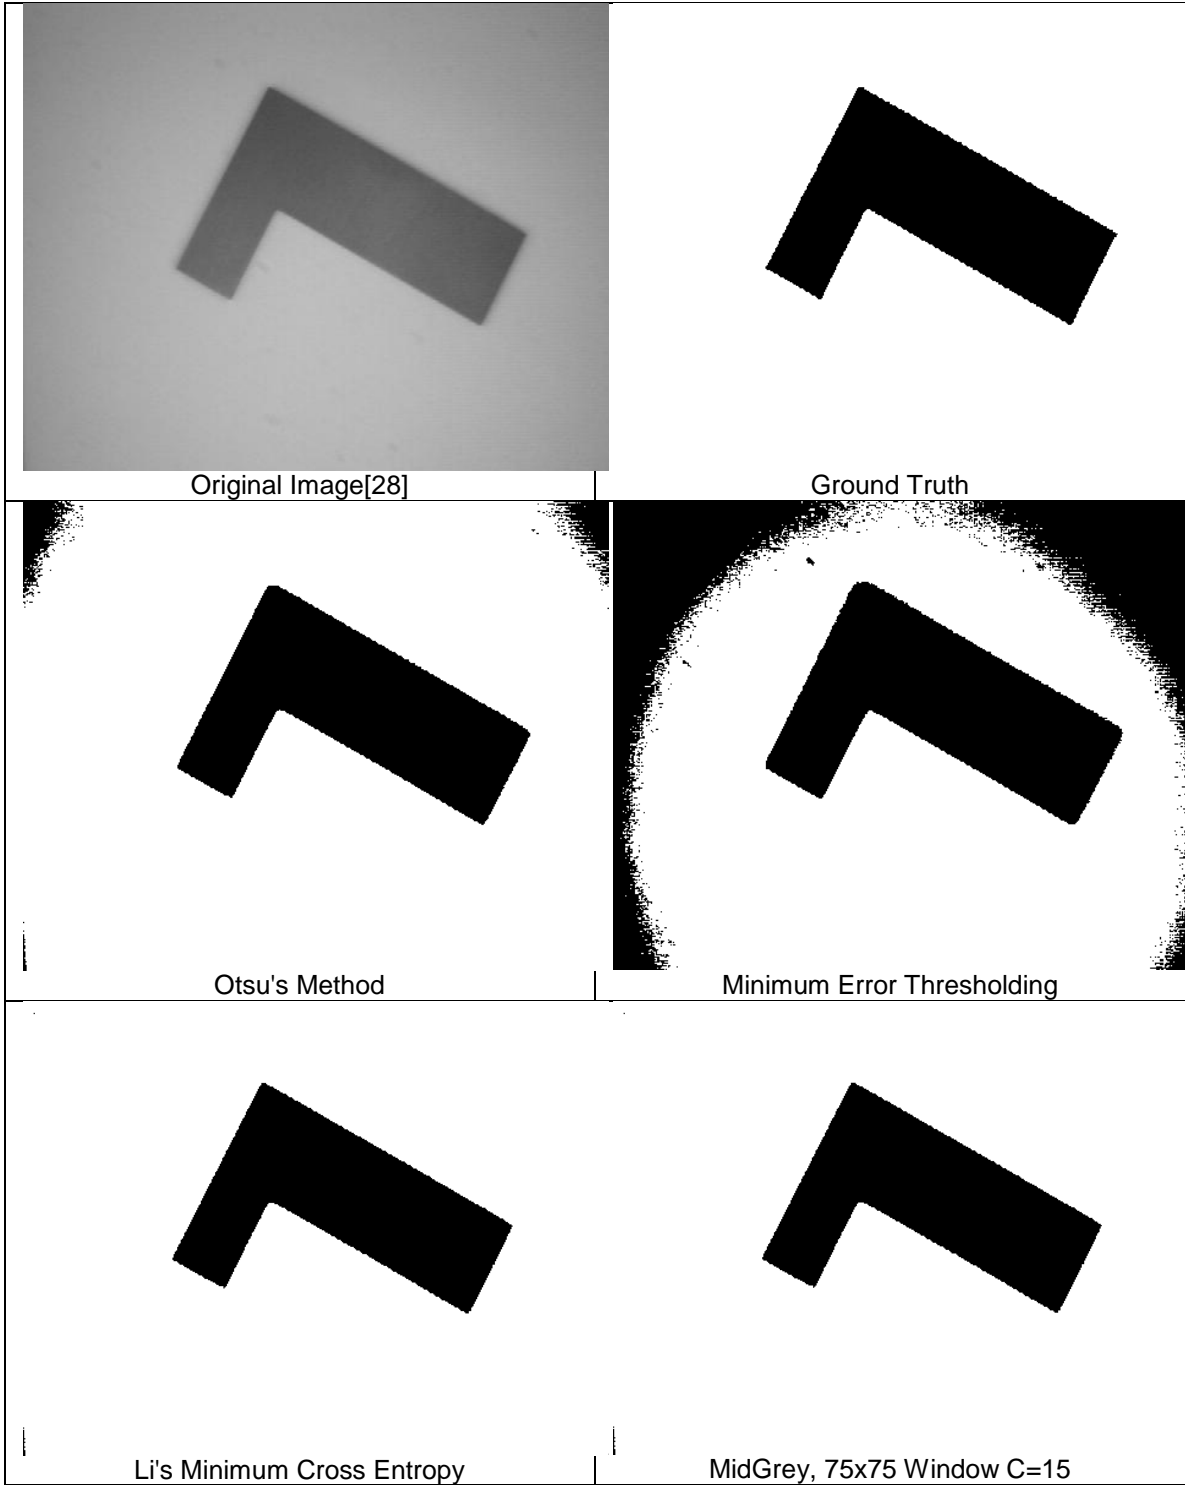 Original Image[28]
Ground Truth
Otsu's Method
Minimum Error Thresholding
Li's Minimum Cross Entropy
MidGrey, 75x75 Window C=15